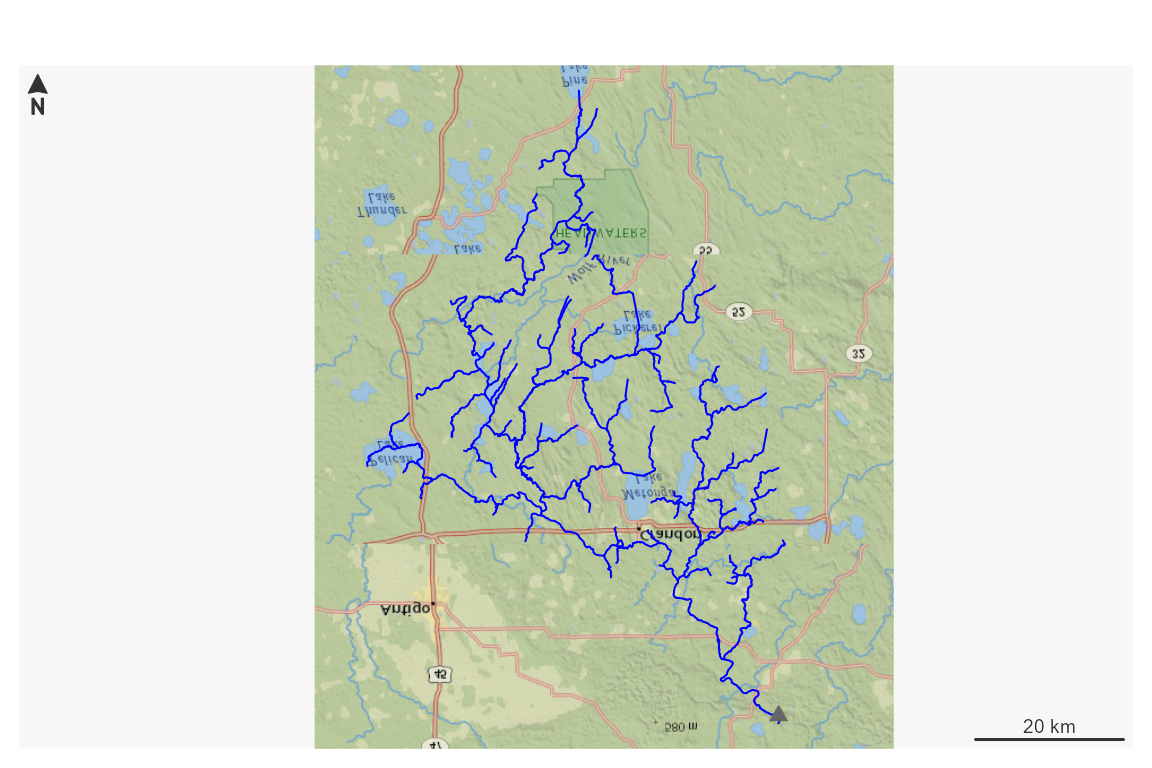 N
Pine
Lake
Thunder
Lake
Lake
HEADWATERS
55
Wolf River
52
Pickerel
Lake
32
Pelican
Lake
Metonga
Lake
Crandon
Antigo
45
580 m
47
20 km